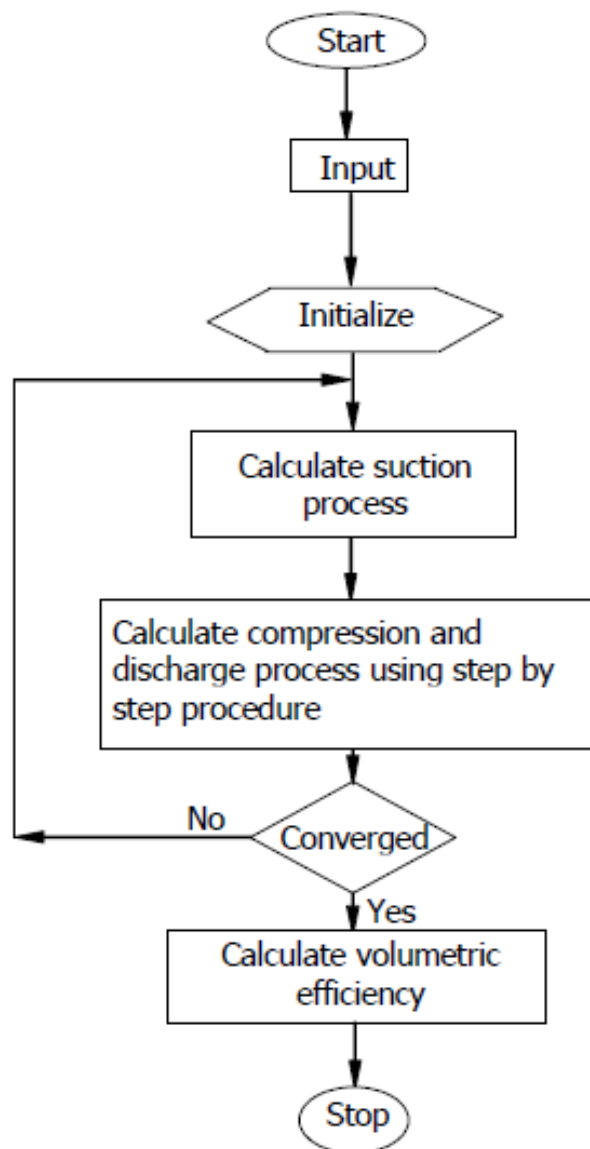 Start
Input
Initialize
Calculate suction
process
Calculate compression and
discharge process using step by
step procedure
No
Converged
Yes
Calculate volumetric
efficiency
Stop